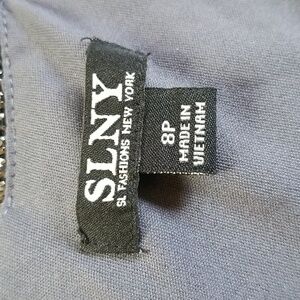 SLNY
SL FASHIONS NEW YORK
8P
MADE IN
VIETNAM